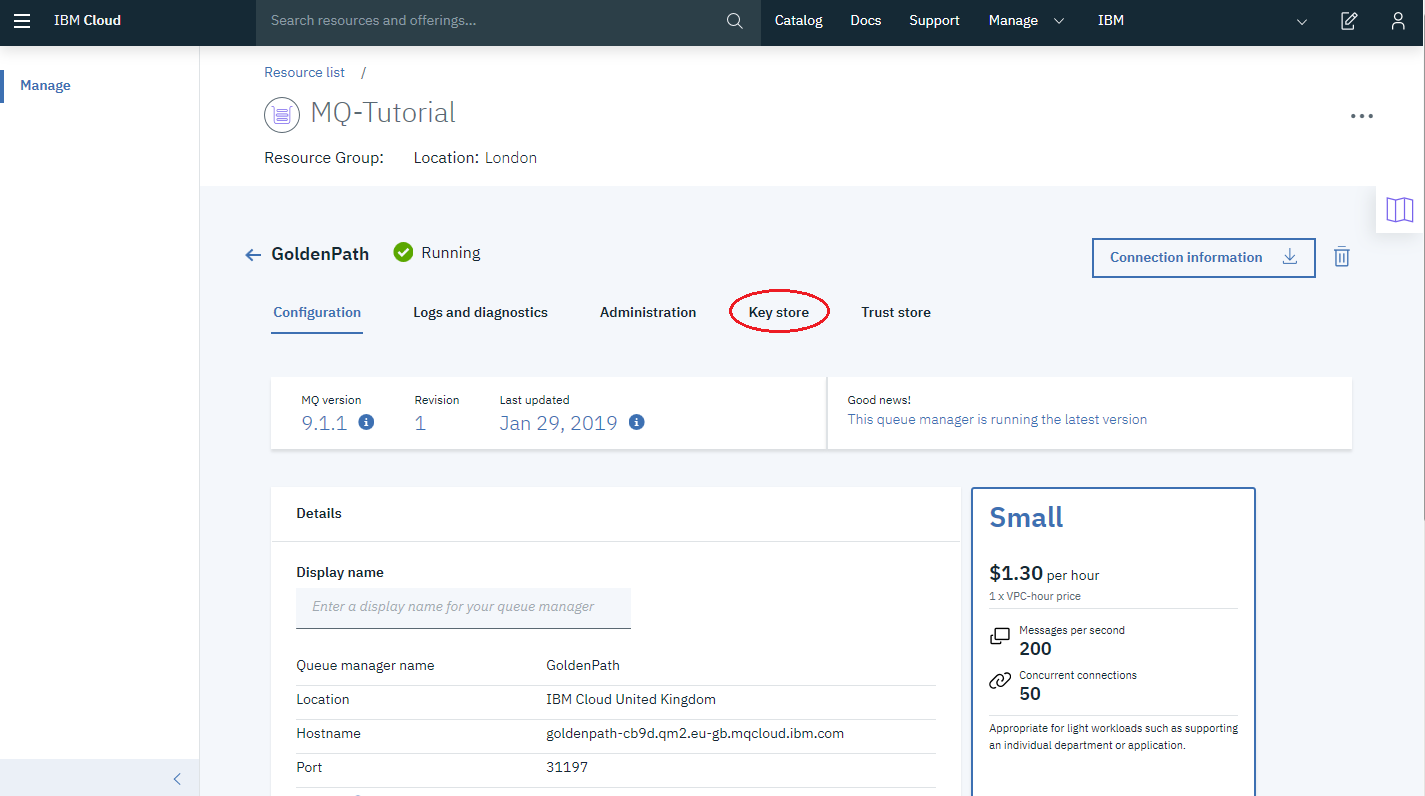 IBM Cloud
Search resources and offerings...
Catalog
Docs
Support
Manage
IBM
Manage
Resource list /
MQ-Tutorial
Resource Group:
Location: London
GoldenPath
Running
Connection information
Configuration
Logs and diagnostics
Administration
Key store
Trust store
MQ version
9.1.1
Revision
1
Last updated
Jan 29, 2019
Good news!
This queue manager is running the latest version
Details
Display name
Enter a display name for your queue manager
Queue manager name GoldenPath
Location IBM Cloud United Kingdom
Hostname goldenpath-cb9d.qm2.eu-gb.mqcloud.ibm.com
Port 31197
Small
$1.30 per hour
1 x VPC-hour price
Messages per second
200
Concurrent connections
50
Appropriate for light workloads such as supporting
an individual department or application.